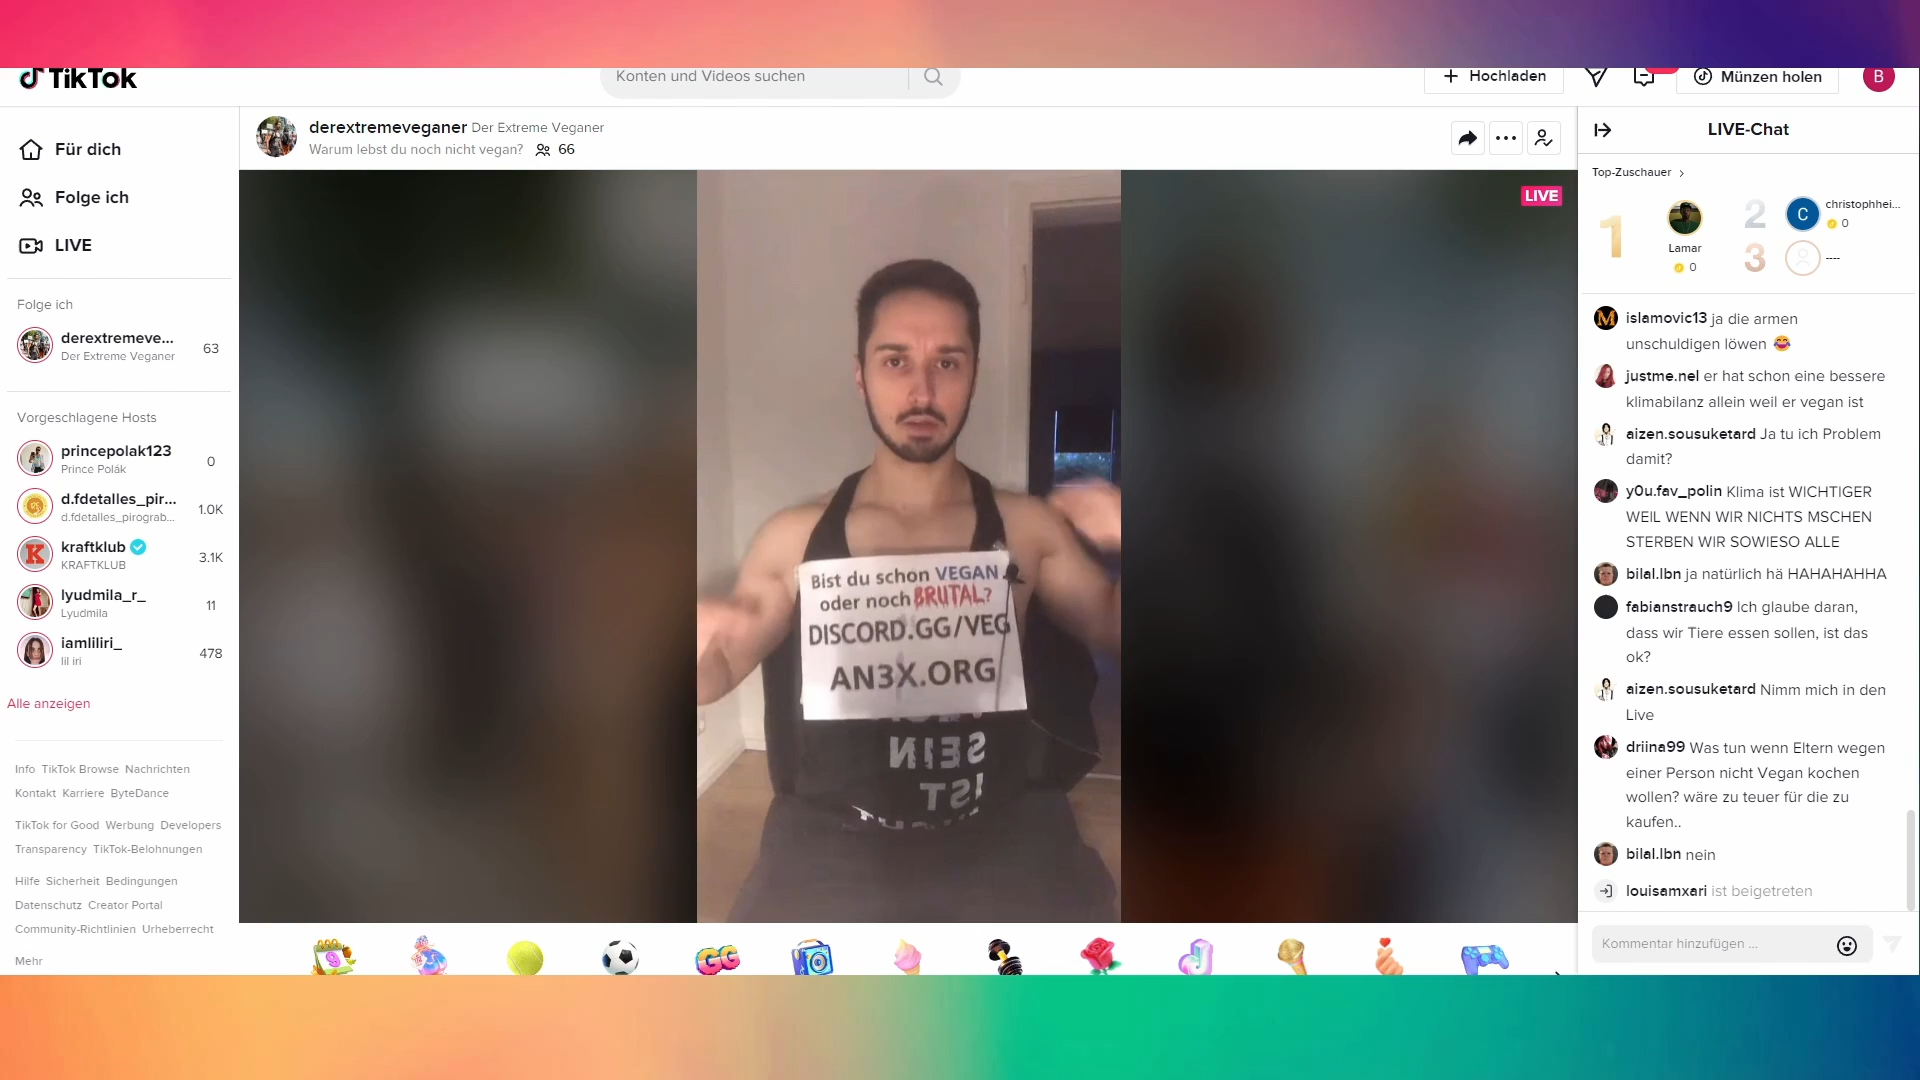 TikTok
Konten und Videos suchen
Hochladen
Münzen holen
B
Für dich
Folge ich
LIVE
Folge ich
derextremeve...
Der Extreme Veganer
63
Vorgeschlagene Hosts
princepolak123
Prince Polák
0
d.fdetalles_pir...
d.fdetalles_pirograb...
1.0K
kraftklub
KRAFTKLUB
3.1K
lyudmila_r_
Lyudmila
11
iamliliri_
lil iri
478
Alle anzeigen
Info TikTok Browse Nachrichten
Kontakt Karriere ByteDance
TikTok for Good Werbung Developers
Transparency TikTok-Belohnungen
Hilfe Sicherheit Bedingungen
Datenschutz Creator Portal
Community-Richtlinien Urheberrecht
Mehr
derextremeveganer Der Extreme Veganer
Warum lebst du noch nicht vegan? 66
LIVE
Bist du schon VEGAN
oder noch BRUTAL?
DISCORD.GG/VEG
AN3X.ORG
SEIN
IST
GG
LIVE-Chat
Top-Zuschauer
1
Lamar
0
2
C
christophhei...
0
3
----
islamovic13 ja die armen
unschuldigen löwen 😂
justme.nel er hat schon eine bessere
klimabilanz allein weil er vegan ist
aizen.sousuketard Ja tu ich Problem
damit?
y0u.fav_polin Klima ist WICHTIGER
WEIL WENN WIR NICHTS MSCHEN
STERBEN WIR SOWIESO ALLE
bilal.lbn ja natürlich hä HAHAHAHHA
fabianstrauch9 Ich glaube daran,
dass wir Tiere essen sollen, ist das
ok?
aizen.sousuketard Nimm mich in den
Live
driina99 Was tun wenn Eltern wegen
einer Person nicht Vegan kochen
wollen? wäre zu teuer für die zu
kaufen..
bilal.lbn nein
louisamxari ist beigetreten
Kommentar hinzufügen ...